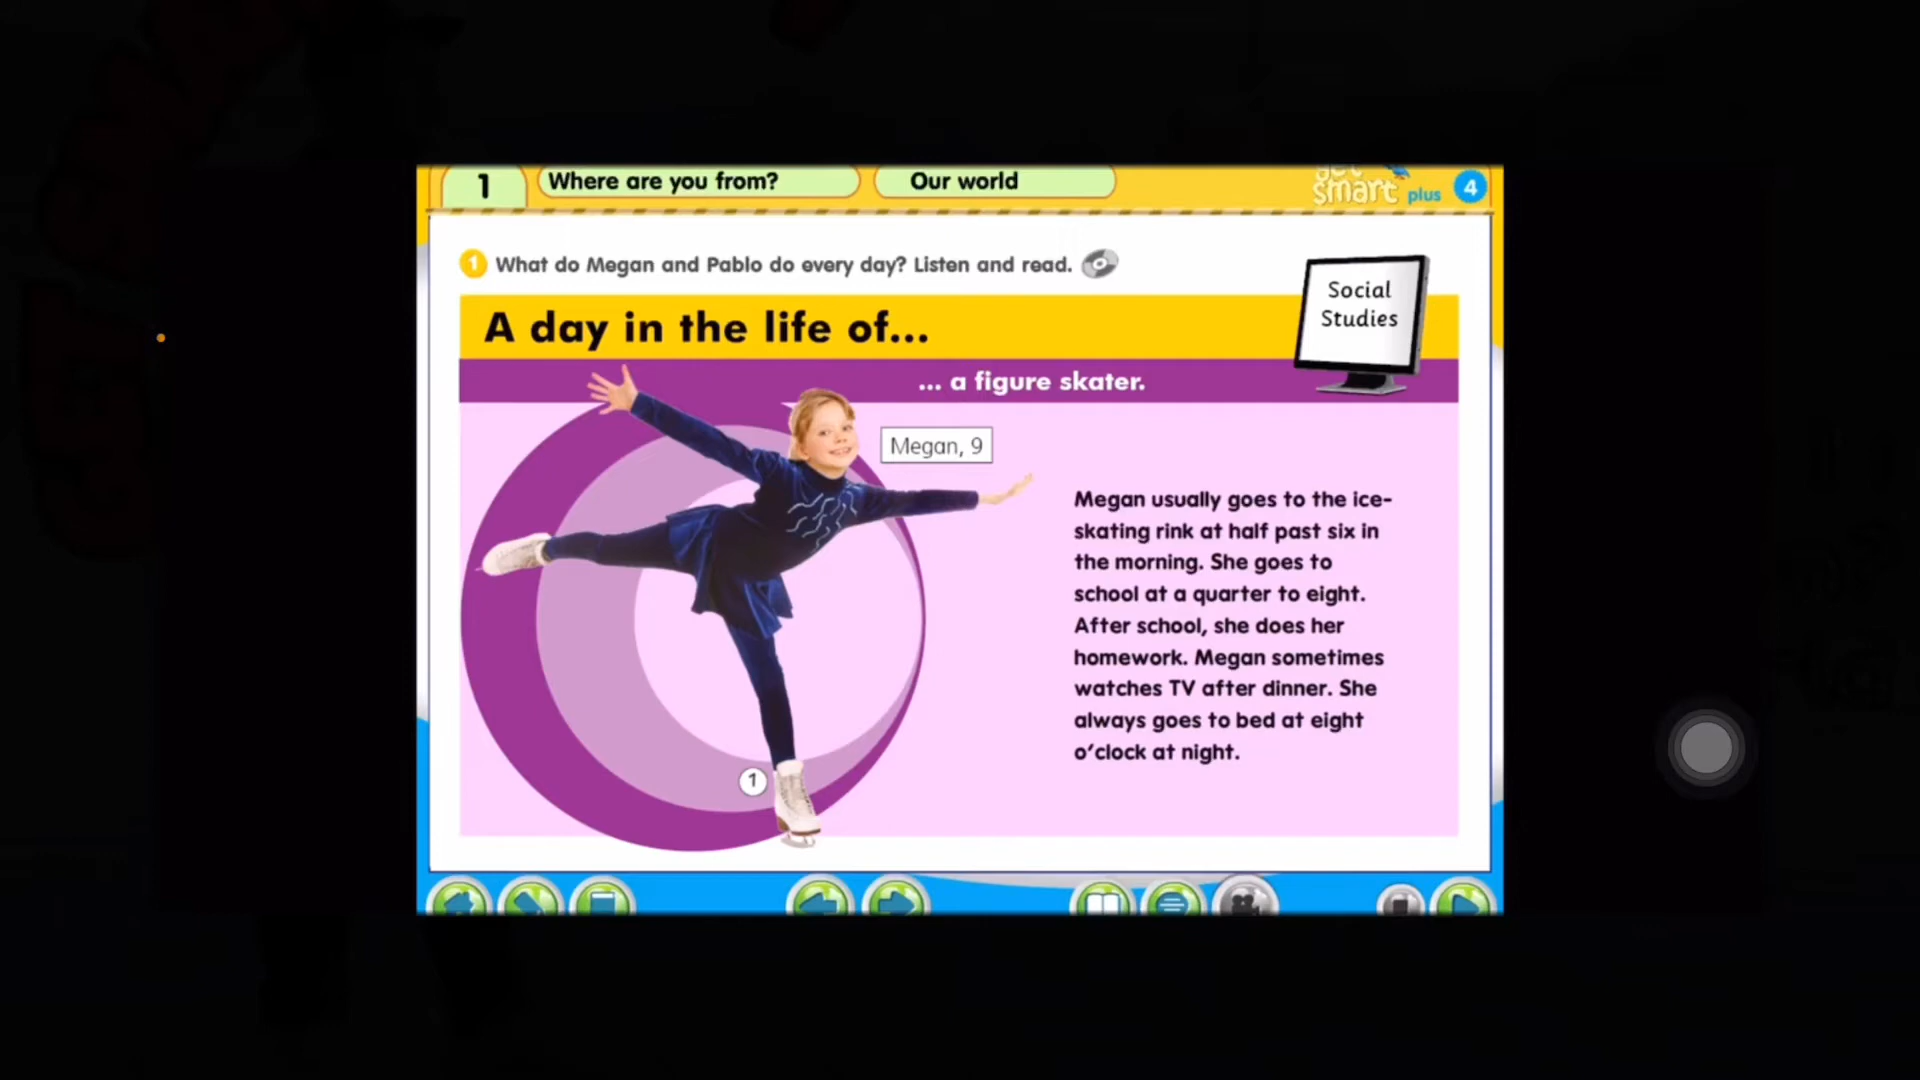 1
Where are you from?
Our world
get
smart plus 4
1 What do Megan and Pablo do every day? Listen and read.
Social
Studies
A day in the life of...
... a figure skater.
Megan, 9
Megan usually goes to the ice-
skating rink at half past six in
the morning. She goes to
school at a quarter to eight.
After school, she does her
homework. Megan sometimes
watches TV after dinner. She
always goes to bed at eight
o'clock at night.
1